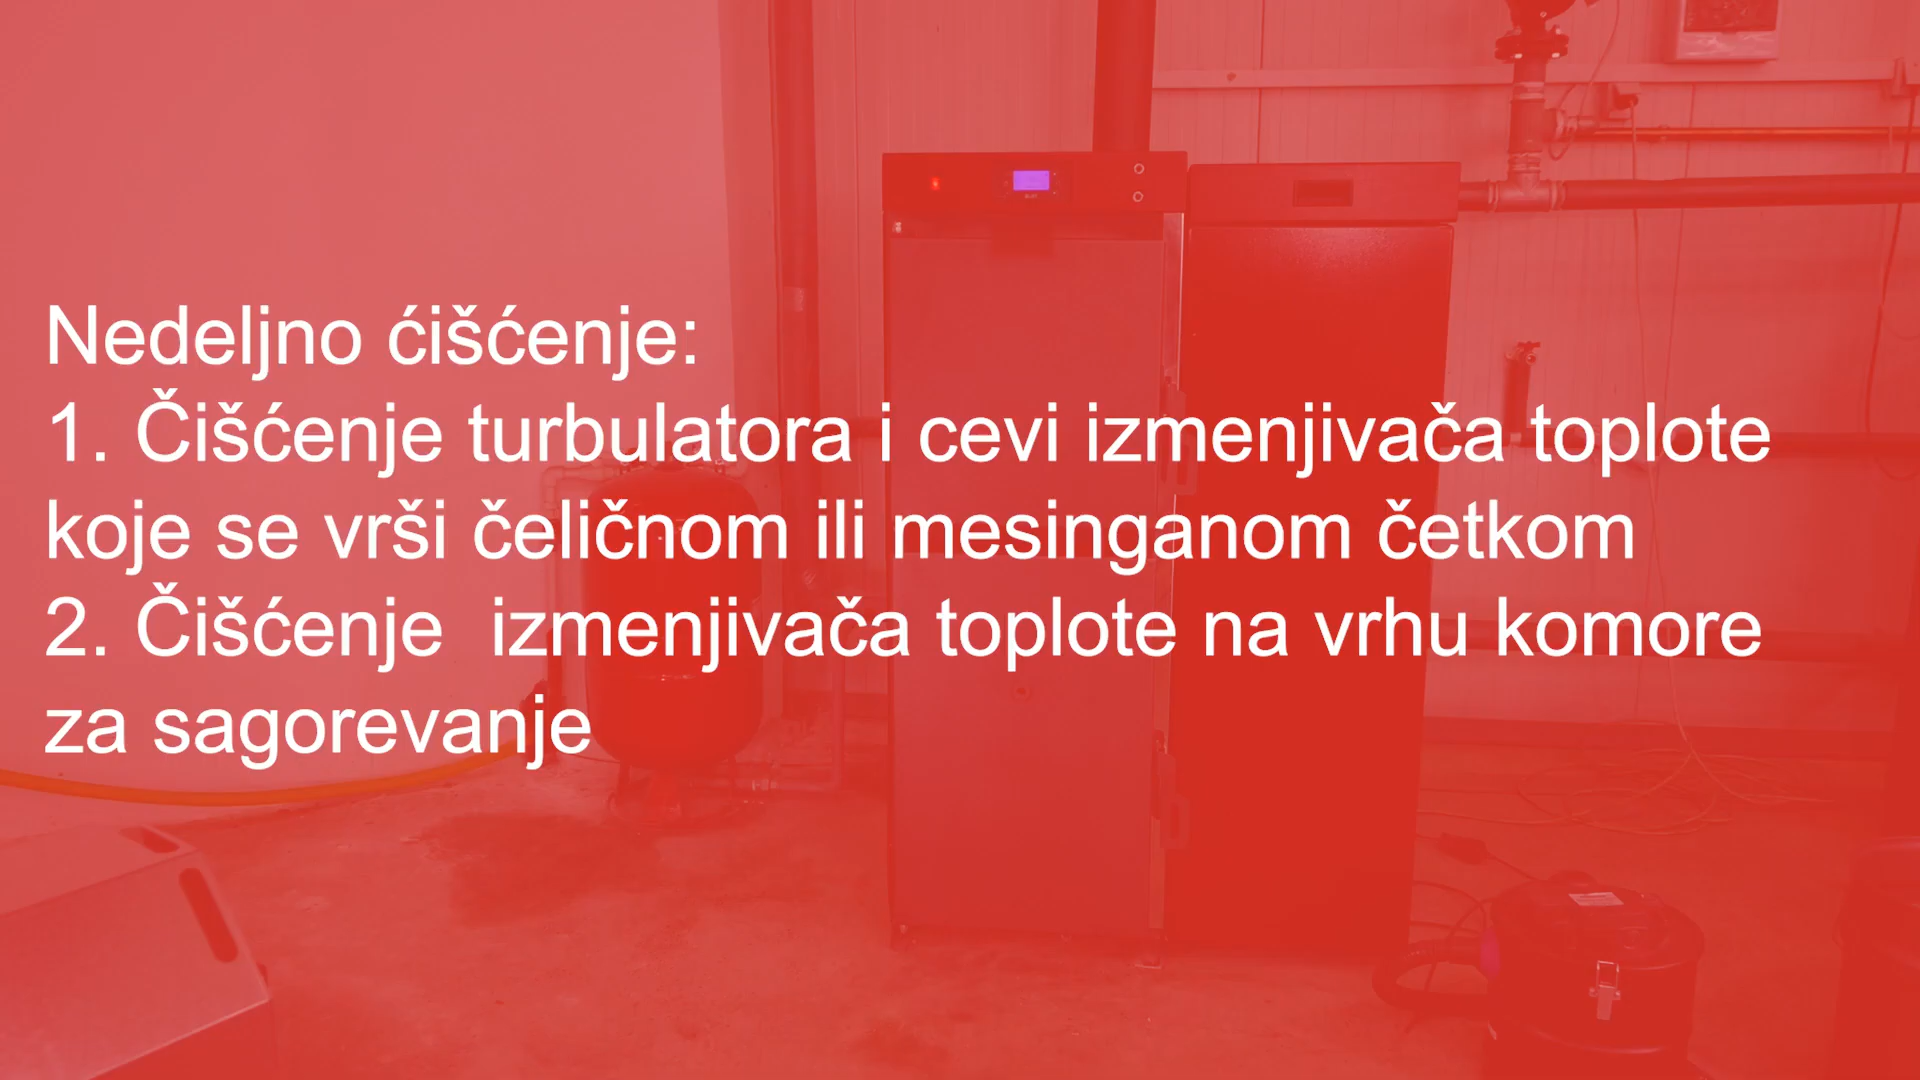 Nedeljno ćišćenje:
1. Čišćenje turbulatora i cevi izmenjivača toplote
koje se vrši čeličnom ili mesinganom četkom
2. Čišćenje  izmenjivača toplote na vrhu komore
za sagorevanje